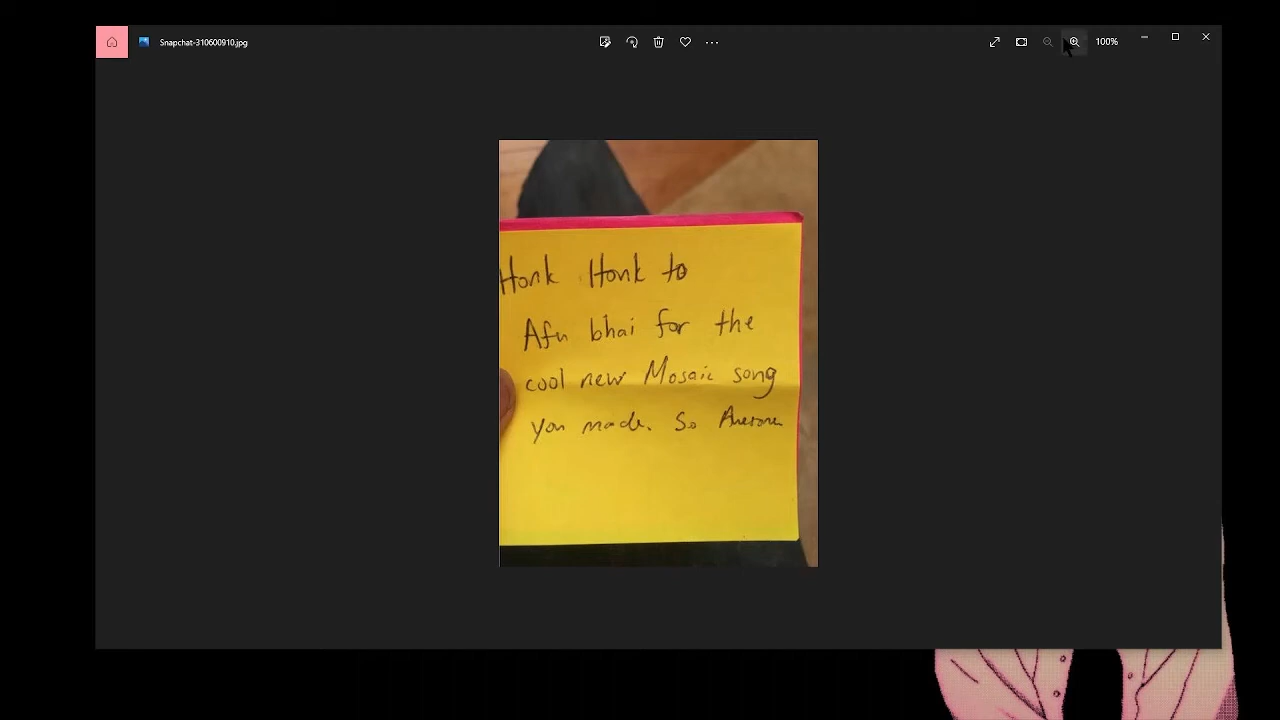 Snapchat-310600910.jpg
100%
Honk Honk to
Afu bhai for the
cool new Mosaic song
you made. So Awesome